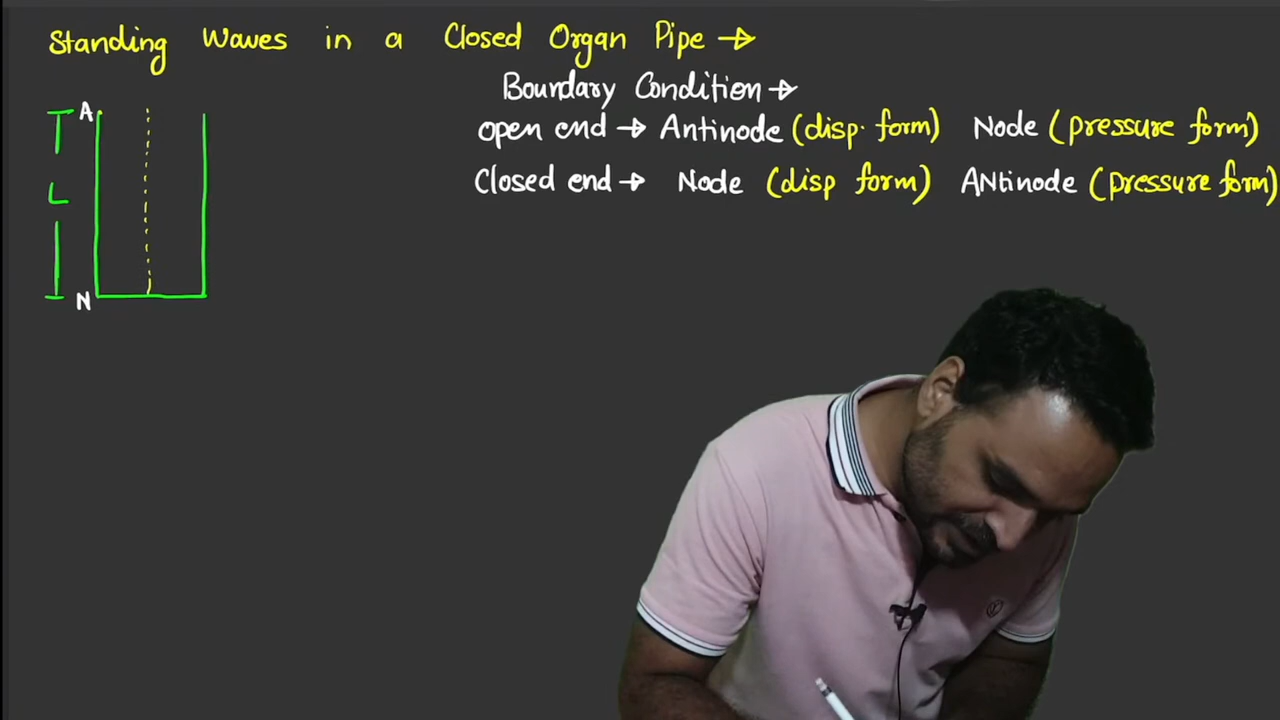 Standing Waves in a Closed Organ Pipe →
Boundary Condition →
open end → Antinode (disp. form) Node (pressure form)
Closed end → Node (disp form) ANtinode (pressure form)
A
L
N